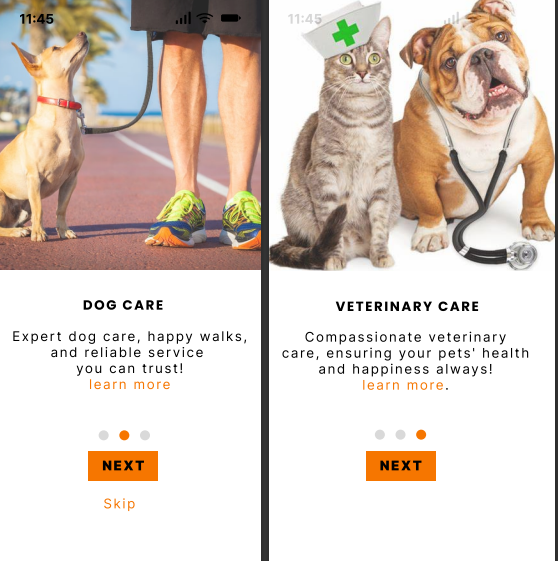 11:45
DOG CARE
Expert dog care, happy walks,
and reliable service
you can trust!
learn more
NEXT
Skip
11:45
VETERINARY CARE
Compassionate veterinary
care, ensuring your pets' health
and happiness always!
learn more.
NEXT